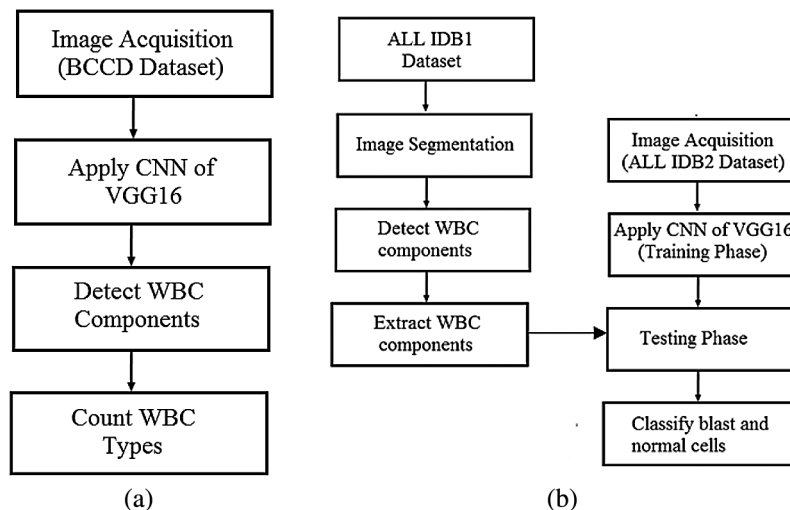 Image Acquisition
(BCCD Dataset)
Apply CNN of
VGG16
Detect WBC
Components
Count WBC
Types
(a)
ALL IDB1
Dataset
Image Segmentation
Detect WBC
components
Extract WBC
components
Image Acquisition
(ALL IDB2 Dataset)
Apply CNN of VGG16
(Training Phase)
Testing Phase
Classify blast and
normal cells
(b)